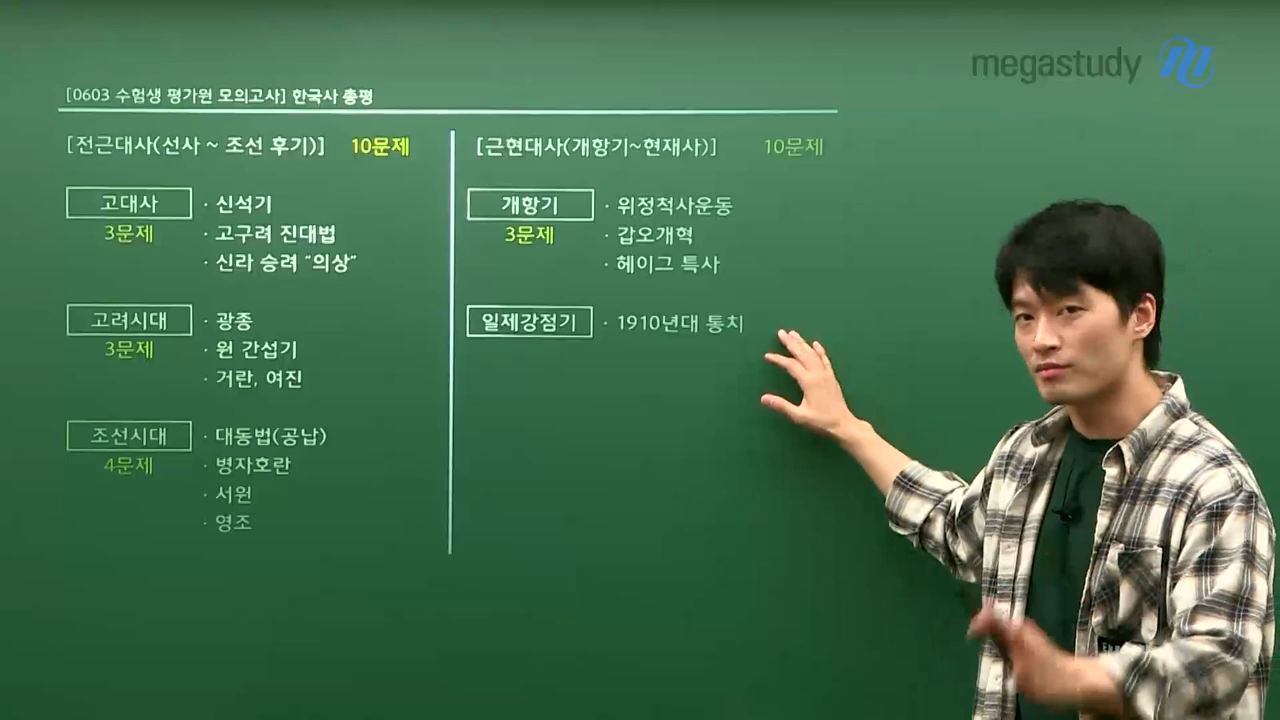 megastudy
[0603 수험생 평가원 모의고사] 한국사 총평
[전근대사(선사 ~ 조선 후기)] 10문제
고대사
3문제
· 신석기
· 고구려 진대법
· 신라 승려 “의상”
고려시대
3문제
· 광종
· 원 간섭기
· 거란, 여진
조선시대
4문제
· 대동법(공납)
· 병자호란
· 서원
· 영조
[근현대사(개항기~현재사)] 10문제
개항기
3문제
· 위정척사운동
· 갑오개혁
· 헤이그 특사
일제강점기
· 1910년대 통치